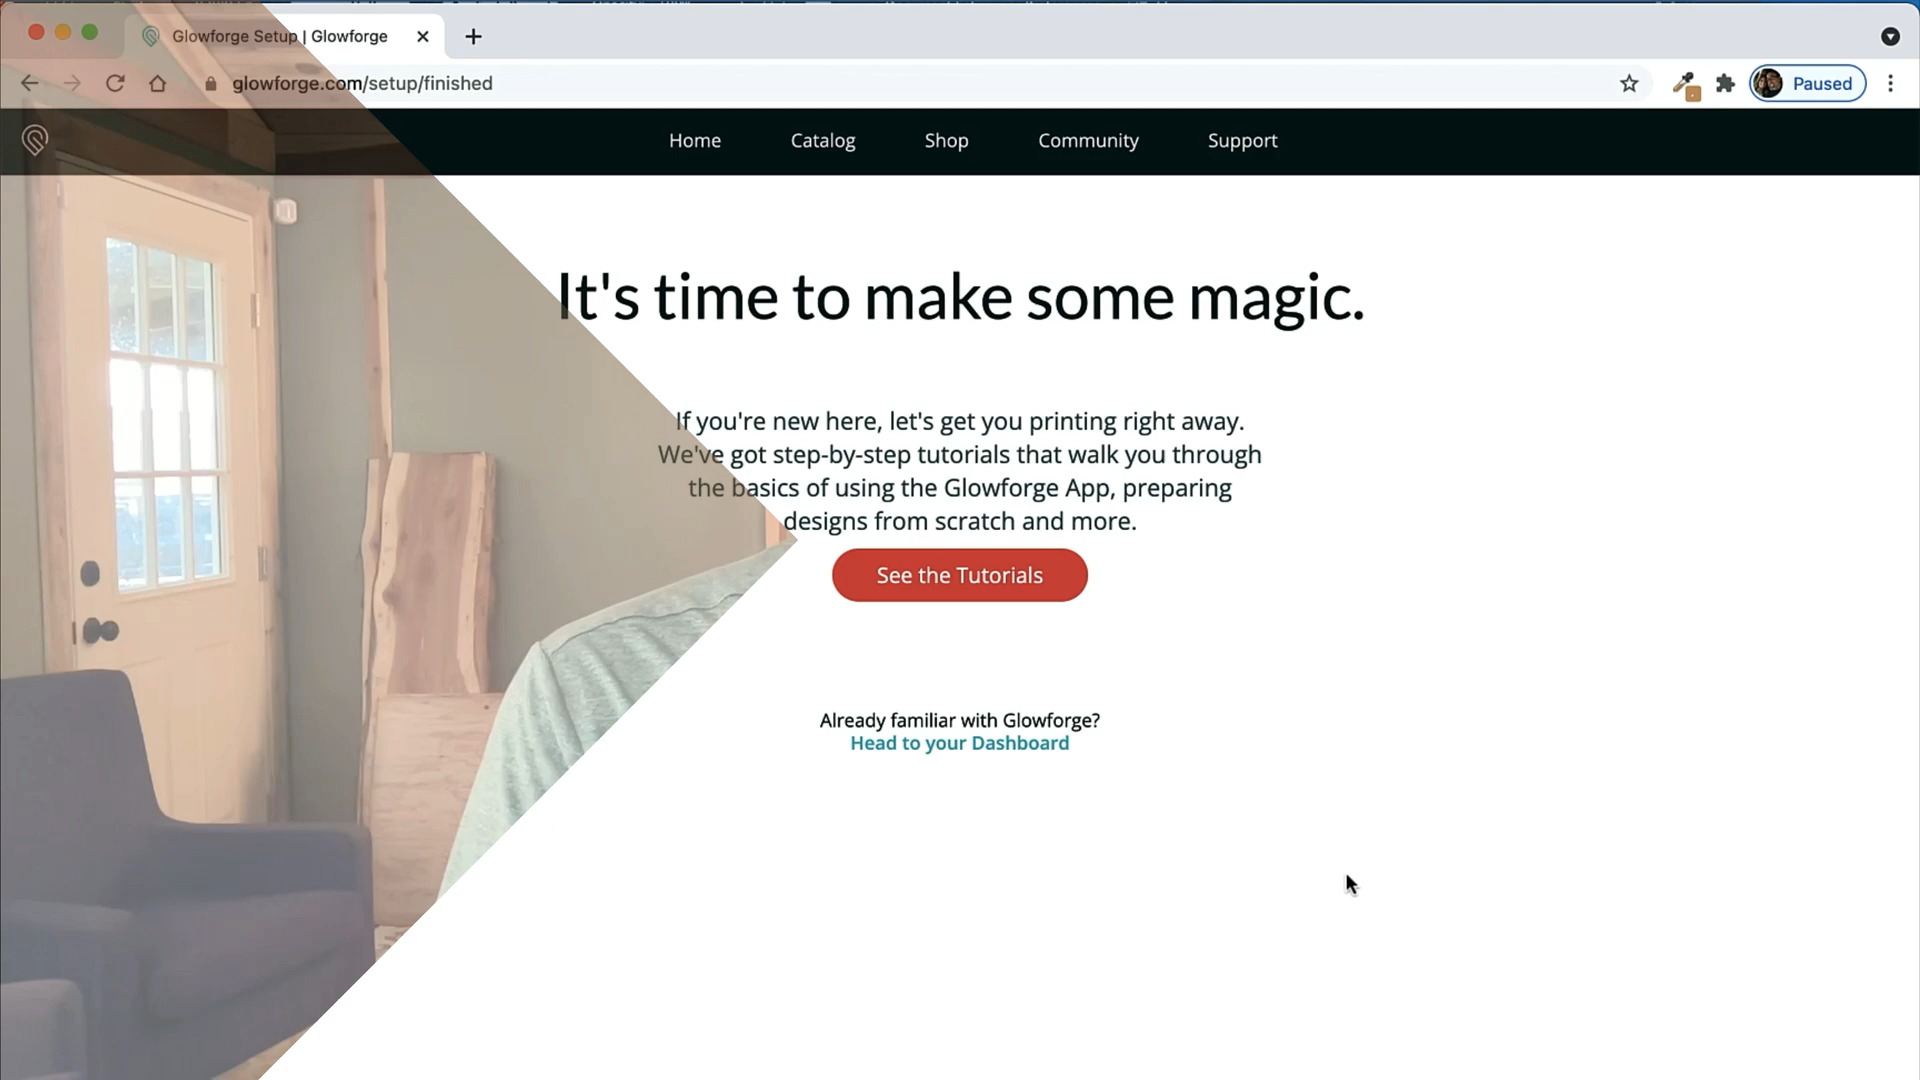 Glowforge Setup | Glowforge
glowforge.com/setup/finished
Paused
Home Catalog Shop Community Support
It's time to make some magic.
If you're new here, let's get you printing right away.
We've got step-by-step tutorials that walk you through
the basics of using the Glowforge App, preparing
designs from scratch and more.
See the Tutorials
Already familiar with Glowforge?
Head to your Dashboard